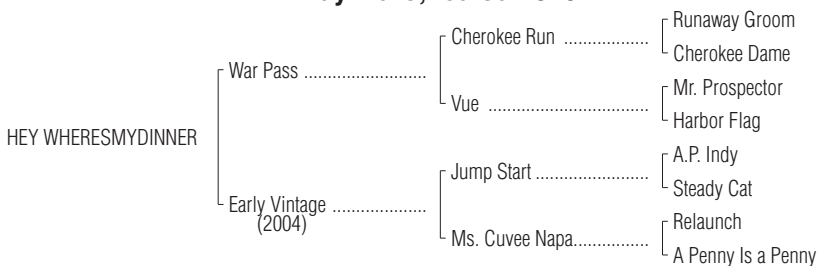 Runaway Groom
Cherokee Run ..................
Cherokee Dame
War Pass ..........................
Mr. Prospector
Vue ..................................
Harbor Flag
HEY WHERESMYDINNER
A.P. Indy
Jump Start ........................
Steady Cat
Early Vintage ....................
(2004)
Relaunch
Ms. Cuvee Napa................
A Penny Is a Penny